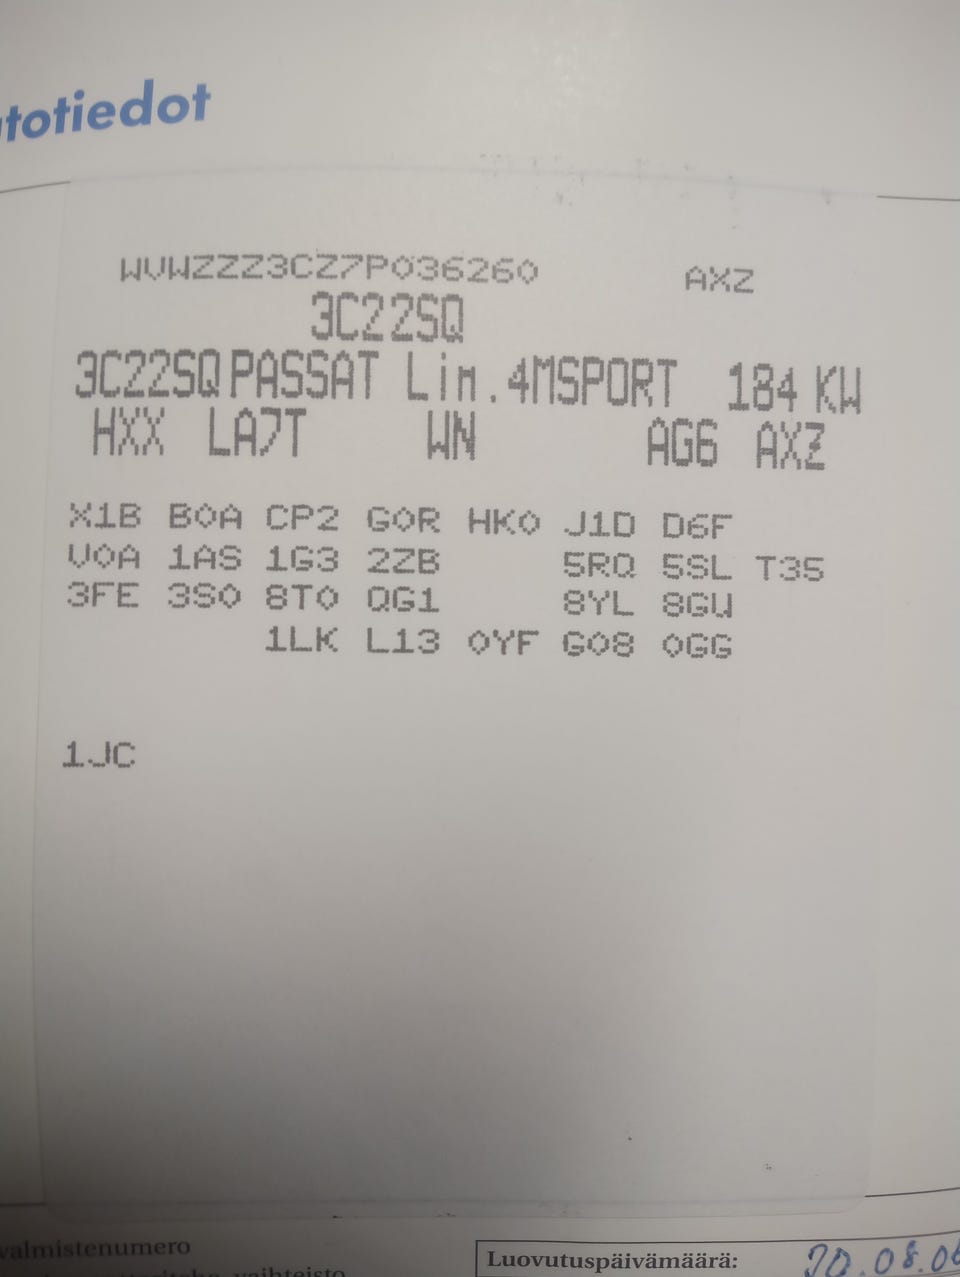 totiedot
WVWZZZ3CZ7P036260 AXZ
3C22SQ
3C22SQ PASSAT Lim.4MSPORT 184 KW
HXX LA7T WN AG6 AXZ
X1B B0A CP2 G0R HK0 J1D D6F
V0A 1AS 1G3 2ZB 5RQ 5SL T35
3FE 3S0 8T0 QG1 8YL 8GU
1LK L13 0YF G08 0GG
1JC
valmistenumero
Luovutuspäivämäärä:
vaihteisto